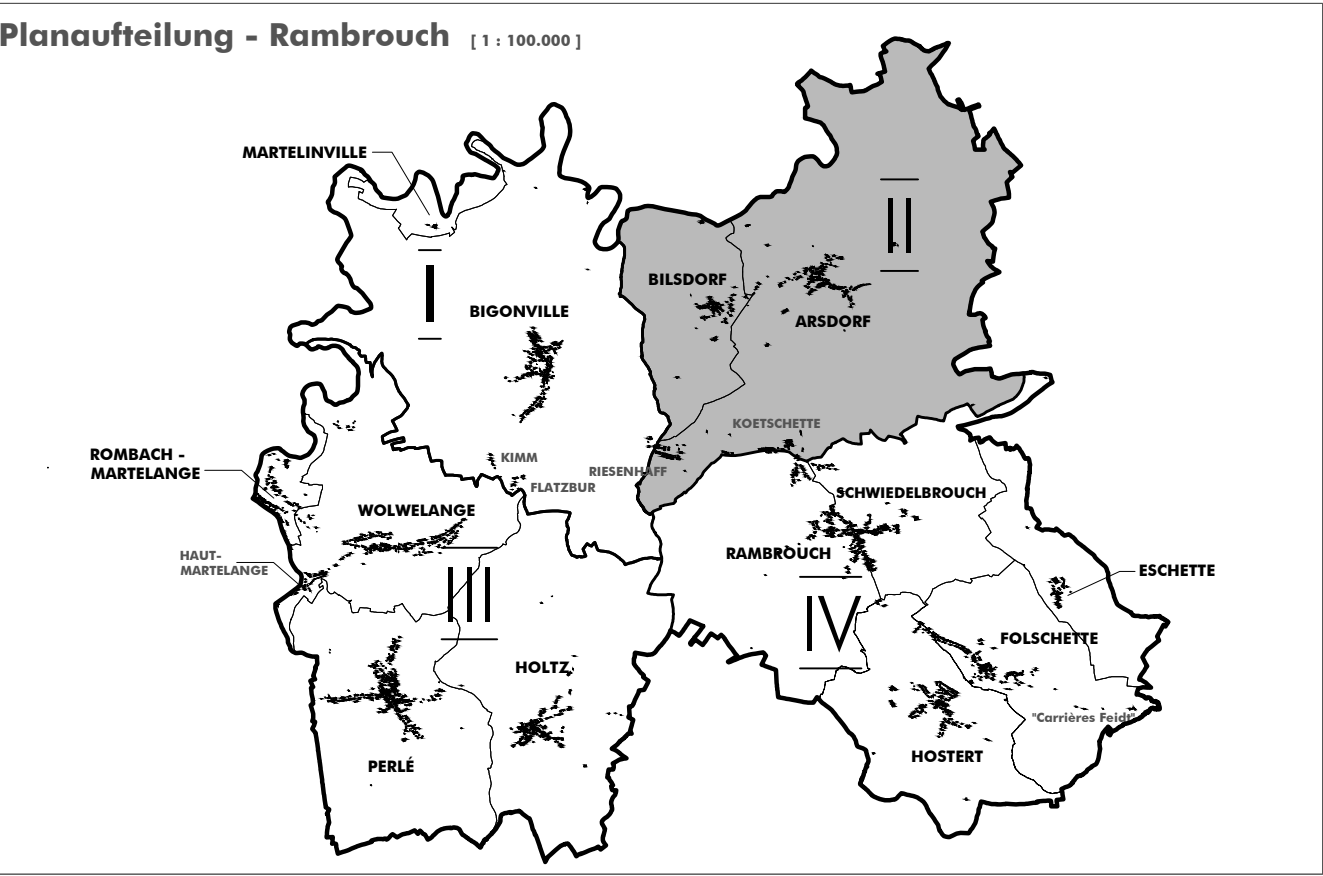 Planaufteilung - Rambrouch [ 1 : 100.000 ]
MARTELINVILLE
I
II
BILSDORF
ARSDORF
BIGONVILLE
KOETSCHETTE
ROMBACH -
MARTELANGE
KIMM
RIESENHAFF
FLATZBUR
WOLWELANGE
SCHWIEDELBROUCH
HAUT-
MARTELANGE
RAMBROUCH
ESCHETTE
III
IV
FOLSCHETTE
HOLTZ
"Carrières Feidt"
PERLÉ
HOSTERT